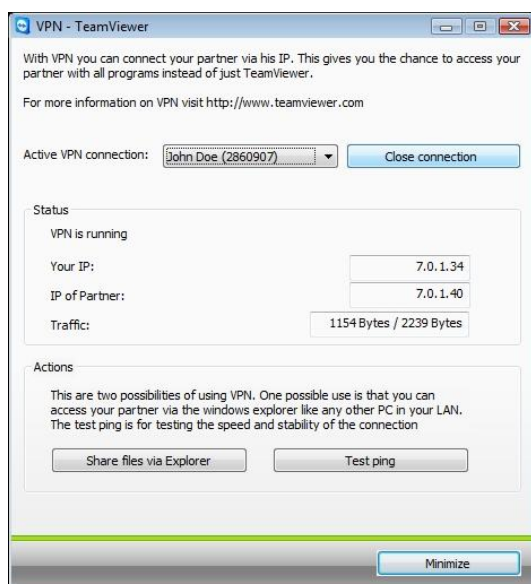 VPN - TeamViewer
With VPN you can connect your partner via his IP. This gives you the chance to access your
partner with all programs instead of just TeamViewer.
For more information on VPN visit http://www.teamviewer.com
Active VPN connection: John Doe (2860907) Close connection
Status
VPN is running
Your IP: 7.0.1.34
IP of Partner: 7.0.1.40
Traffic: 1154 Bytes / 2239 Bytes
Actions
This are two possibilities of using VPN. One possible use is that you can
access your partner via the windows explorer like any other PC in your LAN.
The test ping is for testing the speed and stability of the connection
Share files via Explorer Test ping
Minimize